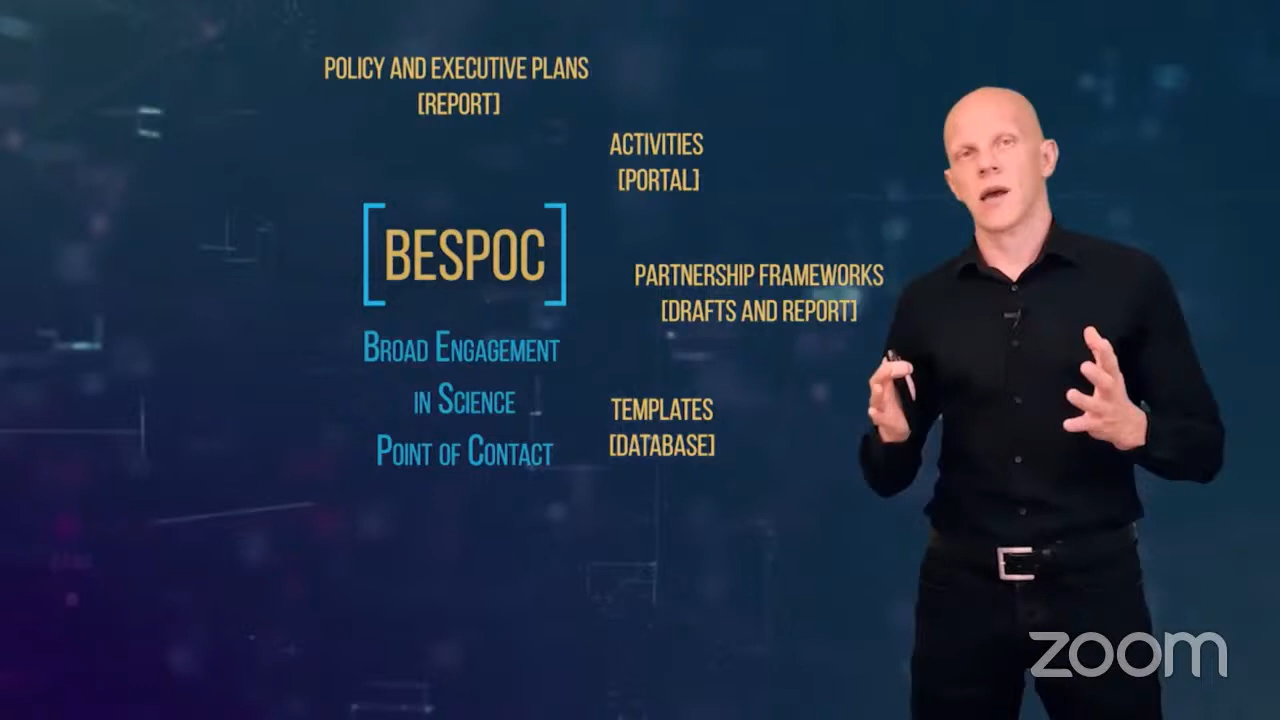 POLICY AND EXECUTIVE PLANS
[REPORT]
ACTIVITIES
[PORTAL]
[BESPOC]
PARTNERSHIP FRAMEWORKS
[DRAFTS AND REPORT]
BROAD ENGAGEMENT
IN SCIENCE
POINT OF CONTACT
TEMPLATES
[DATABASE]
zoom